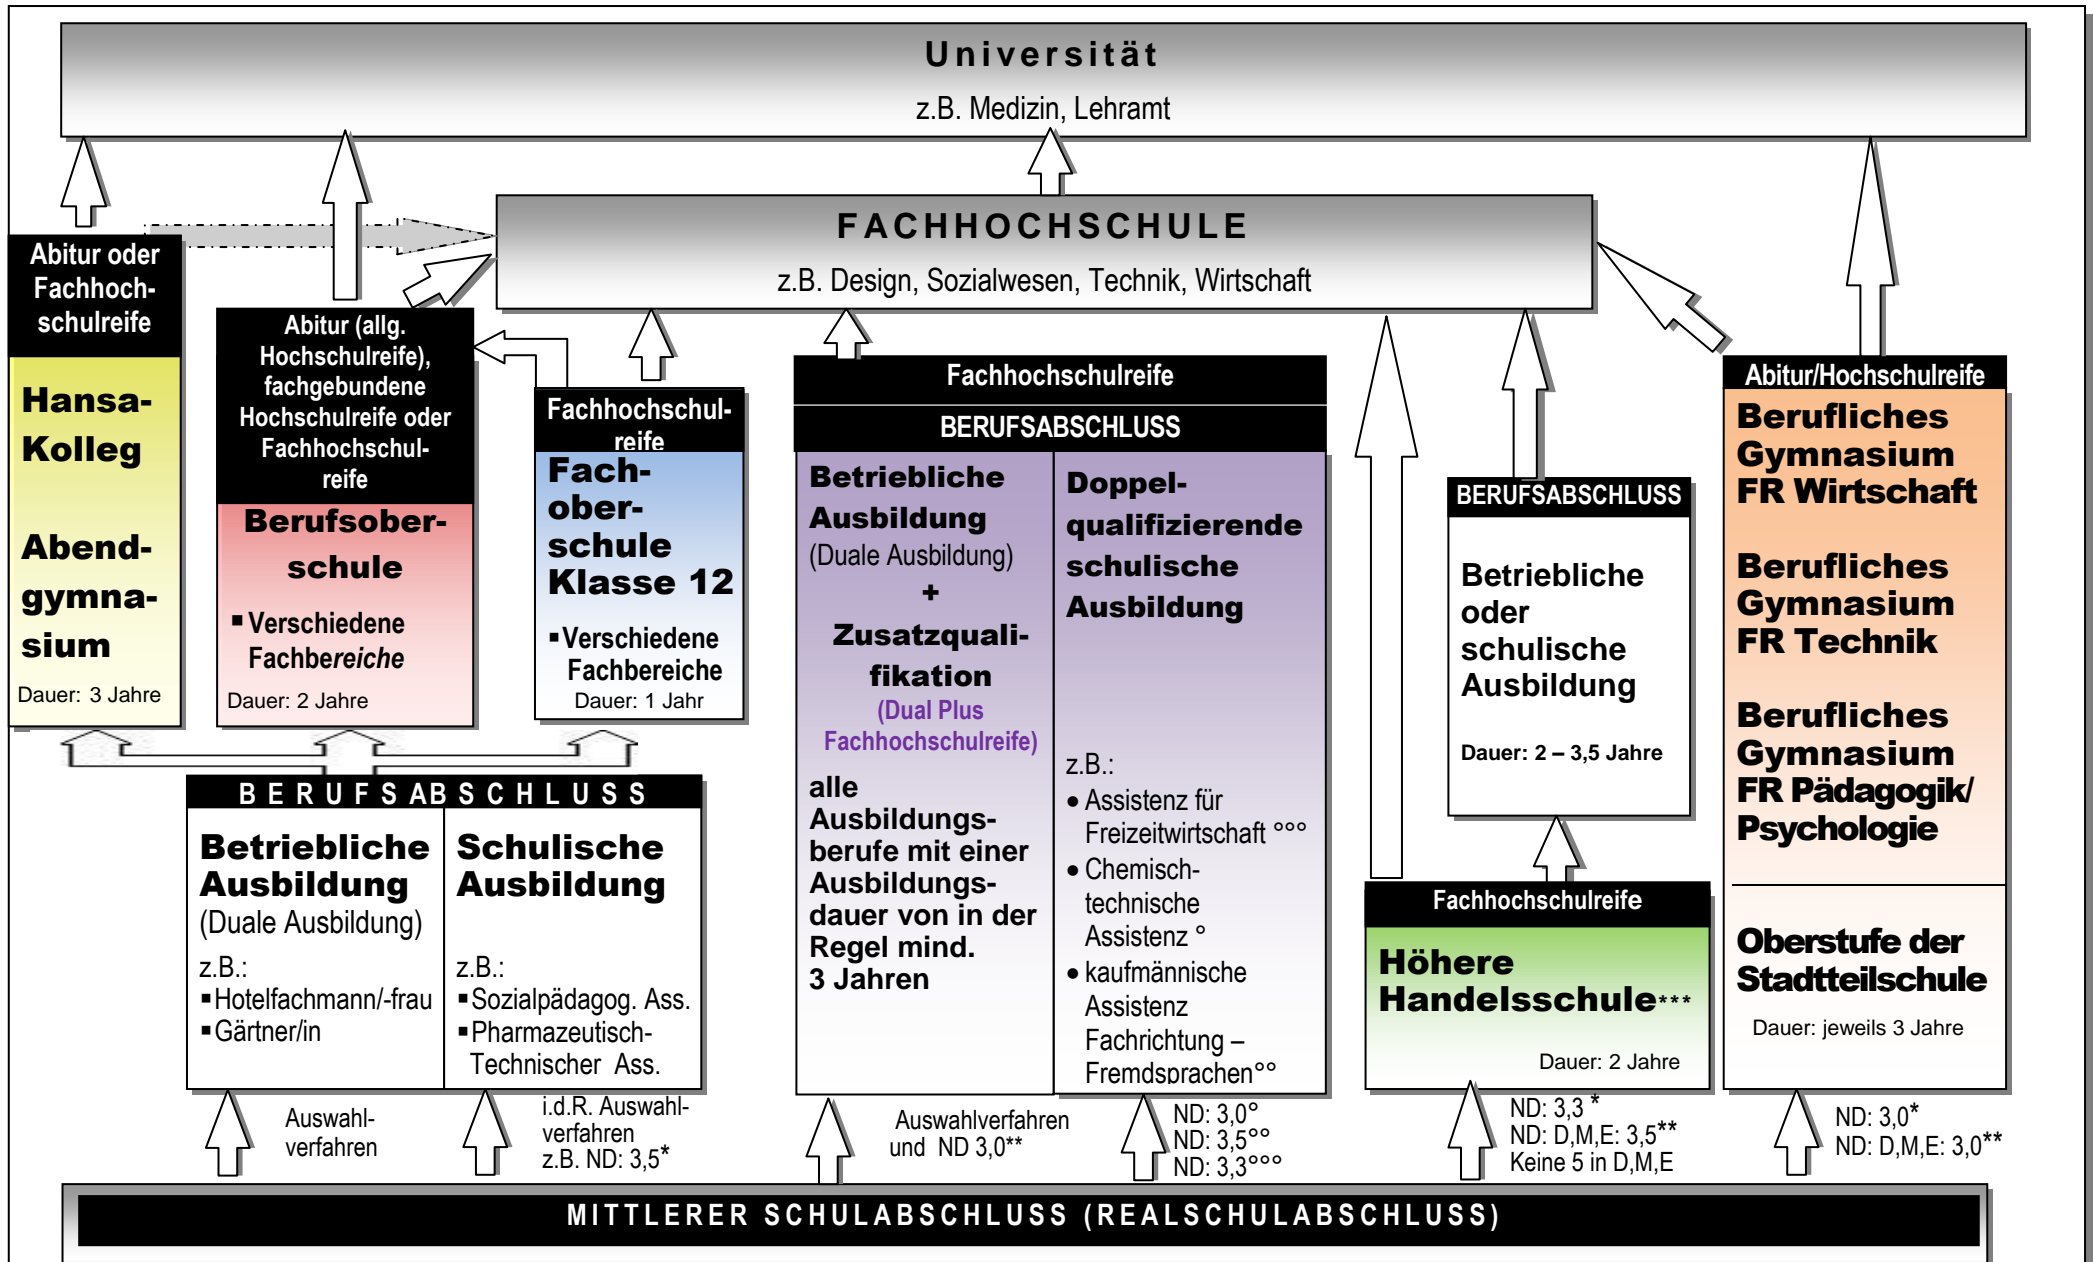 Universität
z.B. Medizin, Lehramt
FACHHOCHSCHULE
z.B. Design, Sozialwesen, Technik, Wirtschaft
Abitur oder
Fachhoch-
schulreife
Hansa-
Kolleg
Abend-
gymna-
sium
Dauer: 3 Jahre
Abitur (allg.
Hochschulreife),
fachgebundene
Hochschulreife oder
Fachhochschul-
reife
Berufsober-
schule
▪ Verschiedene
Fachbereiche
Dauer: 2 Jahre
Fachhochschul-
reife
Fach-
ober-
schule
Klasse 12
▪ Verschiedene
Fachbereiche
Dauer: 1 Jahr
Fachhochschulreife
BERUFSABSCHLUSS
Betriebliche
Ausbildung
(Duale Ausbildung)
+
Zusatzquali-
fikation
(Dual Plus
Fachhochschulreife)
alle
Ausbildungs-
berufe mit einer
Ausbildungs-
dauer von in der
Regel mind.
3 Jahren
Doppel-
qualifizierende
schulische
Ausbildung
z.B.:
• Assistenz für
Freizeitwirtschaft °°°
• Chemisch-
technische
Assistenz °
• kaufmännische
Assistenz
Fachrichtung –
Fremdsprachen°°
BERUFSABSCHLUSS
Betriebliche
oder
schulische
Ausbildung
Dauer: 2 – 3,5 Jahre
Abitur/Hochschulreife
Berufliches
Gymnasium
FR Wirtschaft
Berufliches
Gymnasium
FR Technik
Berufliches
Gymnasium
FR Pädagogik/
Psychologie
Oberstufe der
Stadtteilschule
Dauer: jeweils 3 Jahre
BERUFSABSCHLUSS
Betriebliche
Ausbildung
(Duale Ausbildung)
z.B.:
▪ Hotelfachmann/-frau
▪ Gärtner/in
Schulische
Ausbildung
z.B.:
▪ Sozialpädagog. Ass.
▪ Pharmazeutisch-
Technischer Ass.
Fachhochschulreife
Höhere
Handelsschule***
Dauer: 2 Jahre
Auswahl-
verfahren
i.d.R. Auswahl-
verfahren
z.B. ND: 3,5*
Auswahlverfahren
und ND 3,0**
ND: 3,0°
ND: 3,5°°
ND: 3,3°°°
ND: 3,3 *
ND: D,M,E: 3,5**
Keine 5 in D,M,E
ND: 3,0*
ND: D,M,E: 3,0**
MITTLERER SCHULABSCHLUSS (REALSCHULABSCHLUSS)